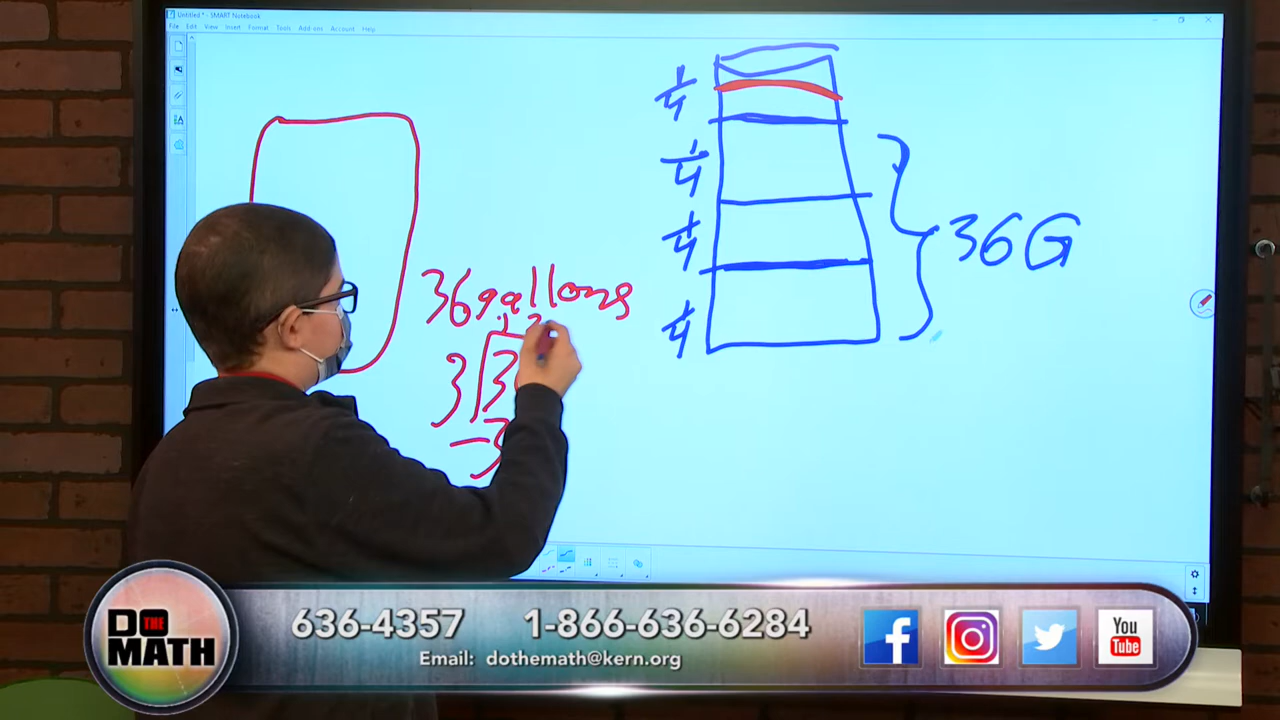 Untitled * - SMART Notebook
File Edit View Insert Format Tools Add-ons Account Help
1/4
1/4
1/4
1/4
36G
36 gallons
3
3
-3
DO THE MATH
636-4357 1-866-636-6284
Email: dothemath@kern.org
f
You Tube